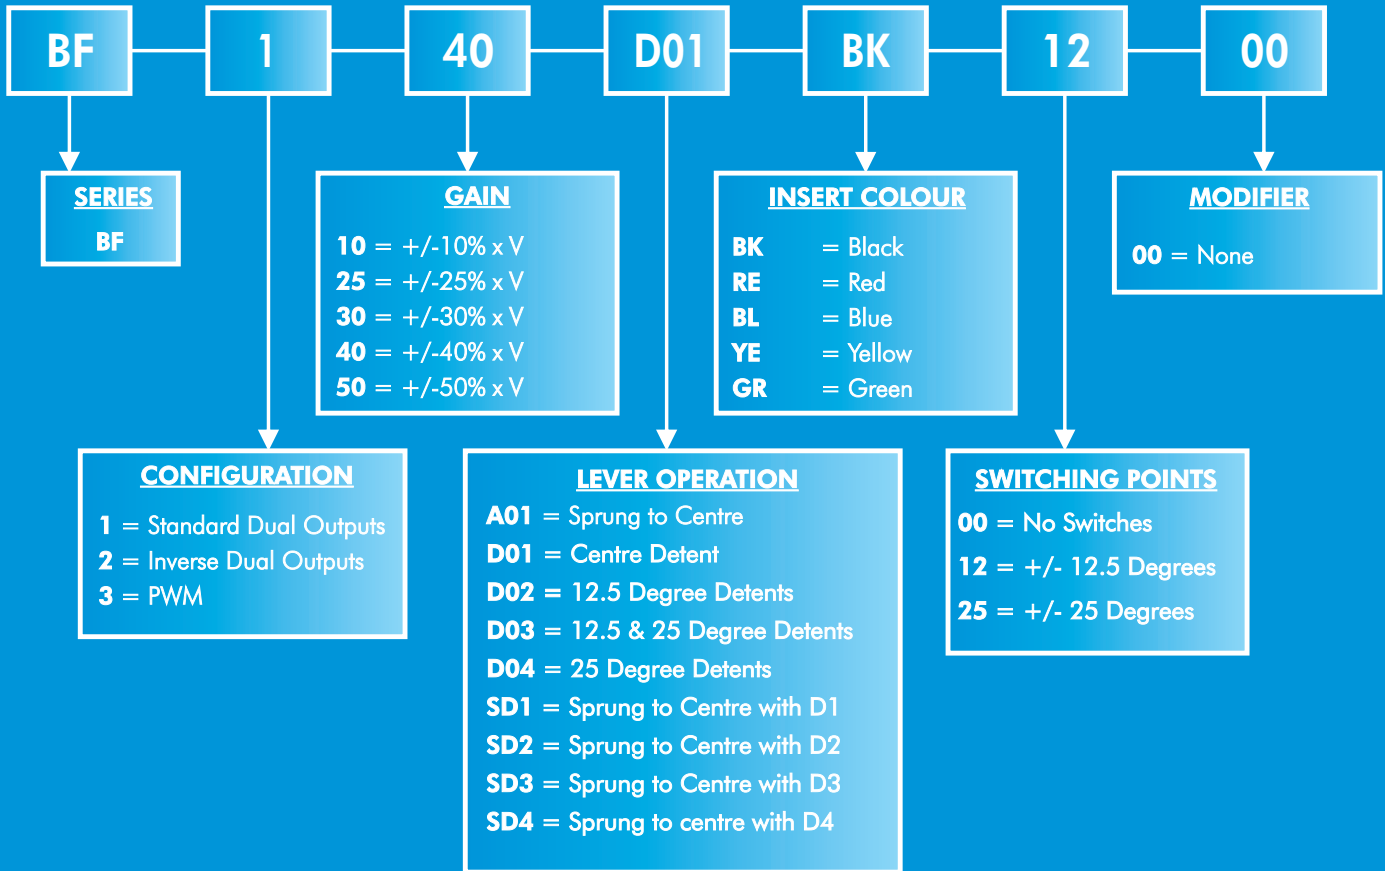 BF 1 40 D01 BK 12 00
SERIES
BF
GAIN
10 = +/-10% x V
25 = +/-25% x V
30 = +/-30% x V
40 = +/-40% x V
50 = +/-50% x V
INSERT COLOUR
BK = Black
RE = Red
BL = Blue
YE = Yellow
GR = Green
MODIFIER
00 = None
CONFIGURATION
1 = Standard Dual Outputs
2 = Inverse Dual Outputs
3 = PWM
LEVER OPERATION
A01 = Sprung to Centre
D01 = Centre Detent
D02 = 12.5 Degree Detents
D03 = 12.5 & 25 Degree Detents
D04 = 25 Degree Detents
SD1 = Sprung to Centre with D1
SD2 = Sprung to Centre with D2
SD3 = Sprung to Centre with D3
SD4 = Sprung to centre with D4
SWITCHING POINTS
00 = No Switches
12 = +/- 12.5 Degrees
25 = +/- 25 Degrees